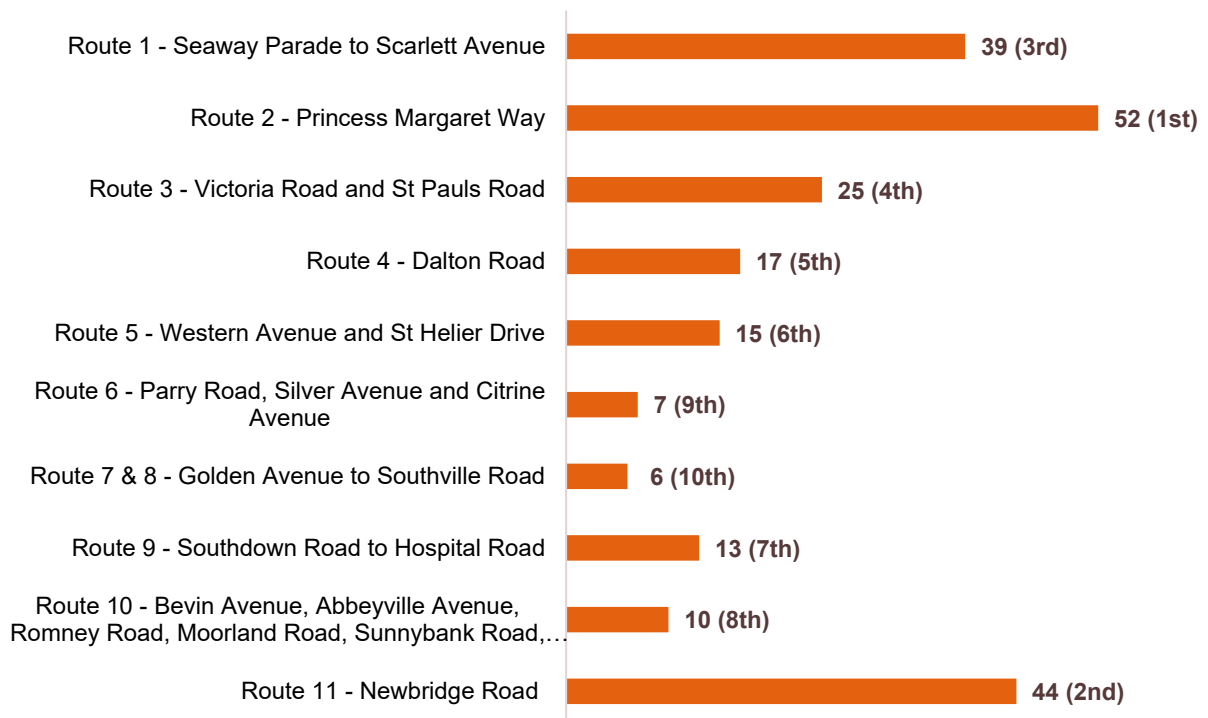 Route 1 - Seaway Parade to Scarlett Avenue
39 (3rd)
Route 2 - Princess Margaret Way
52 (1st)
Route 3 - Victoria Road and St Pauls Road
25 (4th)
Route 4 - Dalton Road
17 (5th)
Route 5 - Western Avenue and St Helier Drive
15 (6th)
Route 6 - Parry Road, Silver Avenue and Citrine
Avenue
7 (9th)
Route 7 & 8 - Golden Avenue to Southville Road
6 (10th)
Route 9 - Southdown Road to Hospital Road
13 (7th)
Route 10 - Bevin Avenue, Abbeyville Avenue,
Romney Road, Moorland Road, Sunnybank Road,…
10 (8th)
Route 11 - Newbridge Road
44 (2nd)